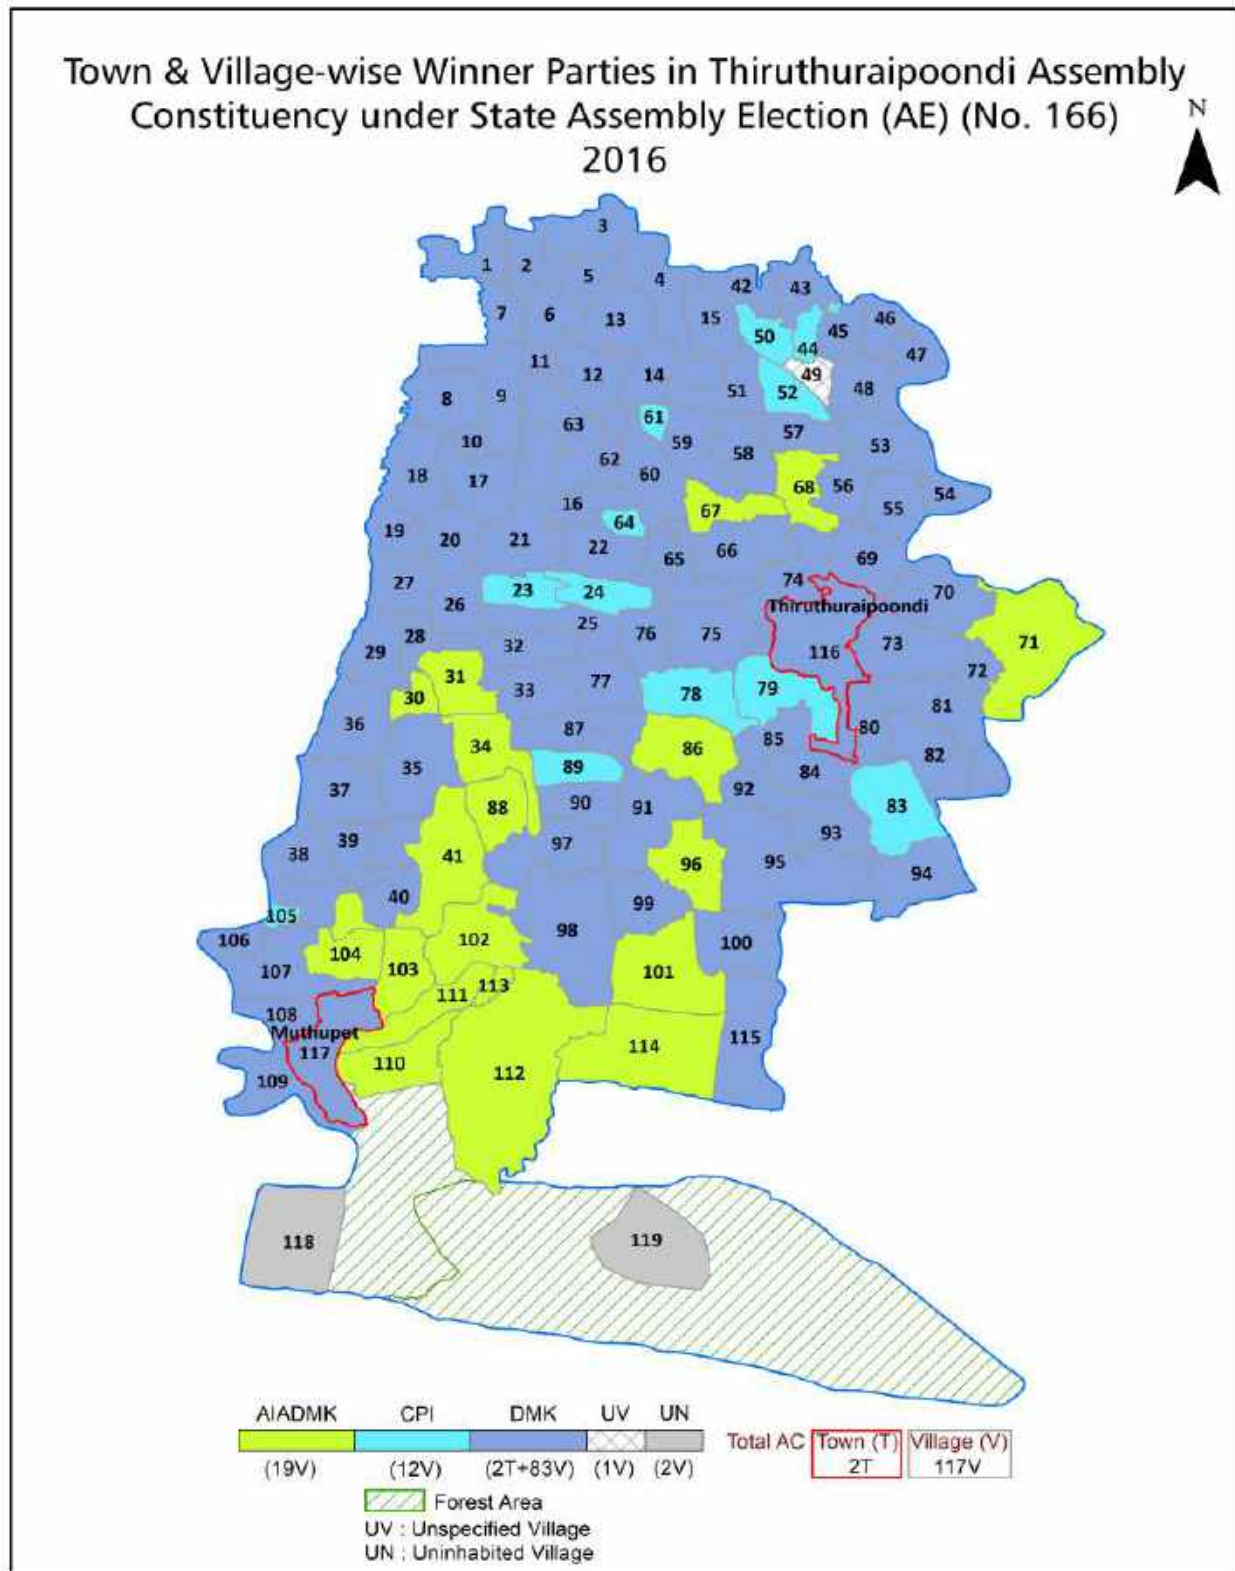 Town & Village-wise Winner Parties in Thiruthuraipoondi Assembly
Constituency under State Assembly Election (AE) (No. 166)
2016
N
3
1 2 5 4 42 43
7 6 13 15 50 44 45 46
11 12 14 51 52 49 48 47
8 9 63 61 59 58 57 53
10 62 60 68 56 54
18 17 16 64 67 55
19 20 21 22 65 66 69
27 26 23 24 74 70
Thiruthuraipoondi
28 25 76 75 116 73 71
29 32 77 72
30 31 33 78 79 81
36 34 87 86 85 80 82
35 89 84
37 88 90 91 92 83
38 39 41 97 96 95 93 94
40 99
105 98
106 104 102 100
107 103 101
108 111 113
Muthupet
117 110 114 115
109 112
118 119
AIADMK CPI DMK UV UN
Total AC Town (T) Village (V)
(19V) (12V) (2T+83V) (1V) (2V) 2T 117V
Forest Area
UV : Unspecified Village
UN : Uninhabited Village